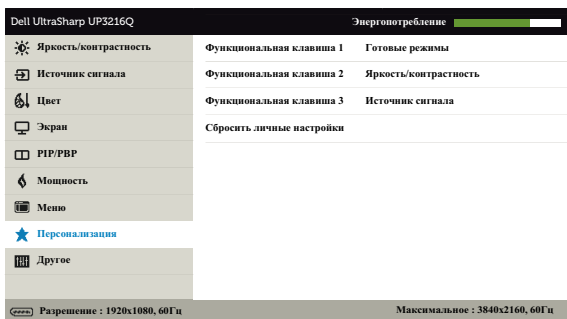 Dell UltraSharp UP3216Q Энергопотребление
Яркость/контрастность Функциональная клавиша 1 Готовые режимы
Источник сигнала Функциональная клавиша 2 Яркость/контрастность
Цвет Функциональная клавиша 3 Источник сигнала
Экран Сбросить личные настройки
PIP/PBP
Мощность
Меню
Персонализация
Другое
Разрешение : 1920x1080, 60Гц Максимальное : 3840x2160, 60Гц